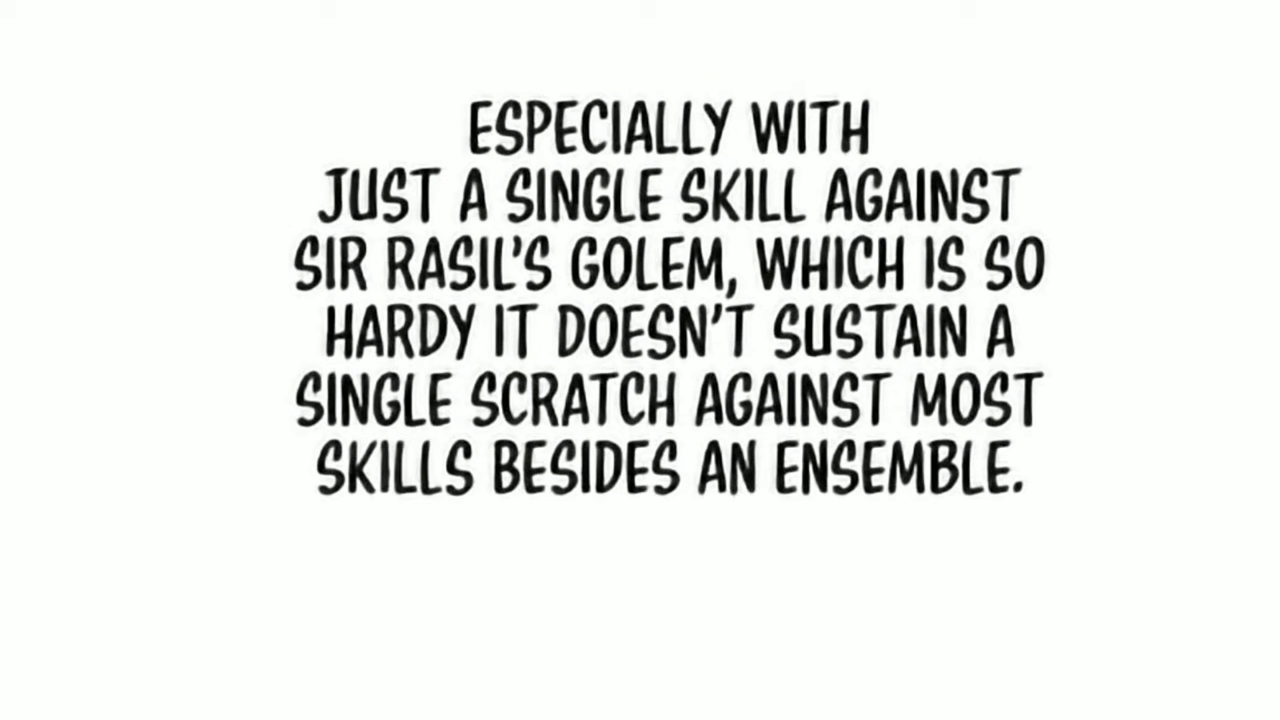 ESPECIALLY WITH
JUST A SINGLE SKILL AGAINST
SIR RASIL'S GOLEM, WHICH IS SO
HARDY IT DOESN'T SUSTAIN A
SINGLE SCRATCH AGAINST MOST
SKILLS BESIDES AN ENSEMBLE.